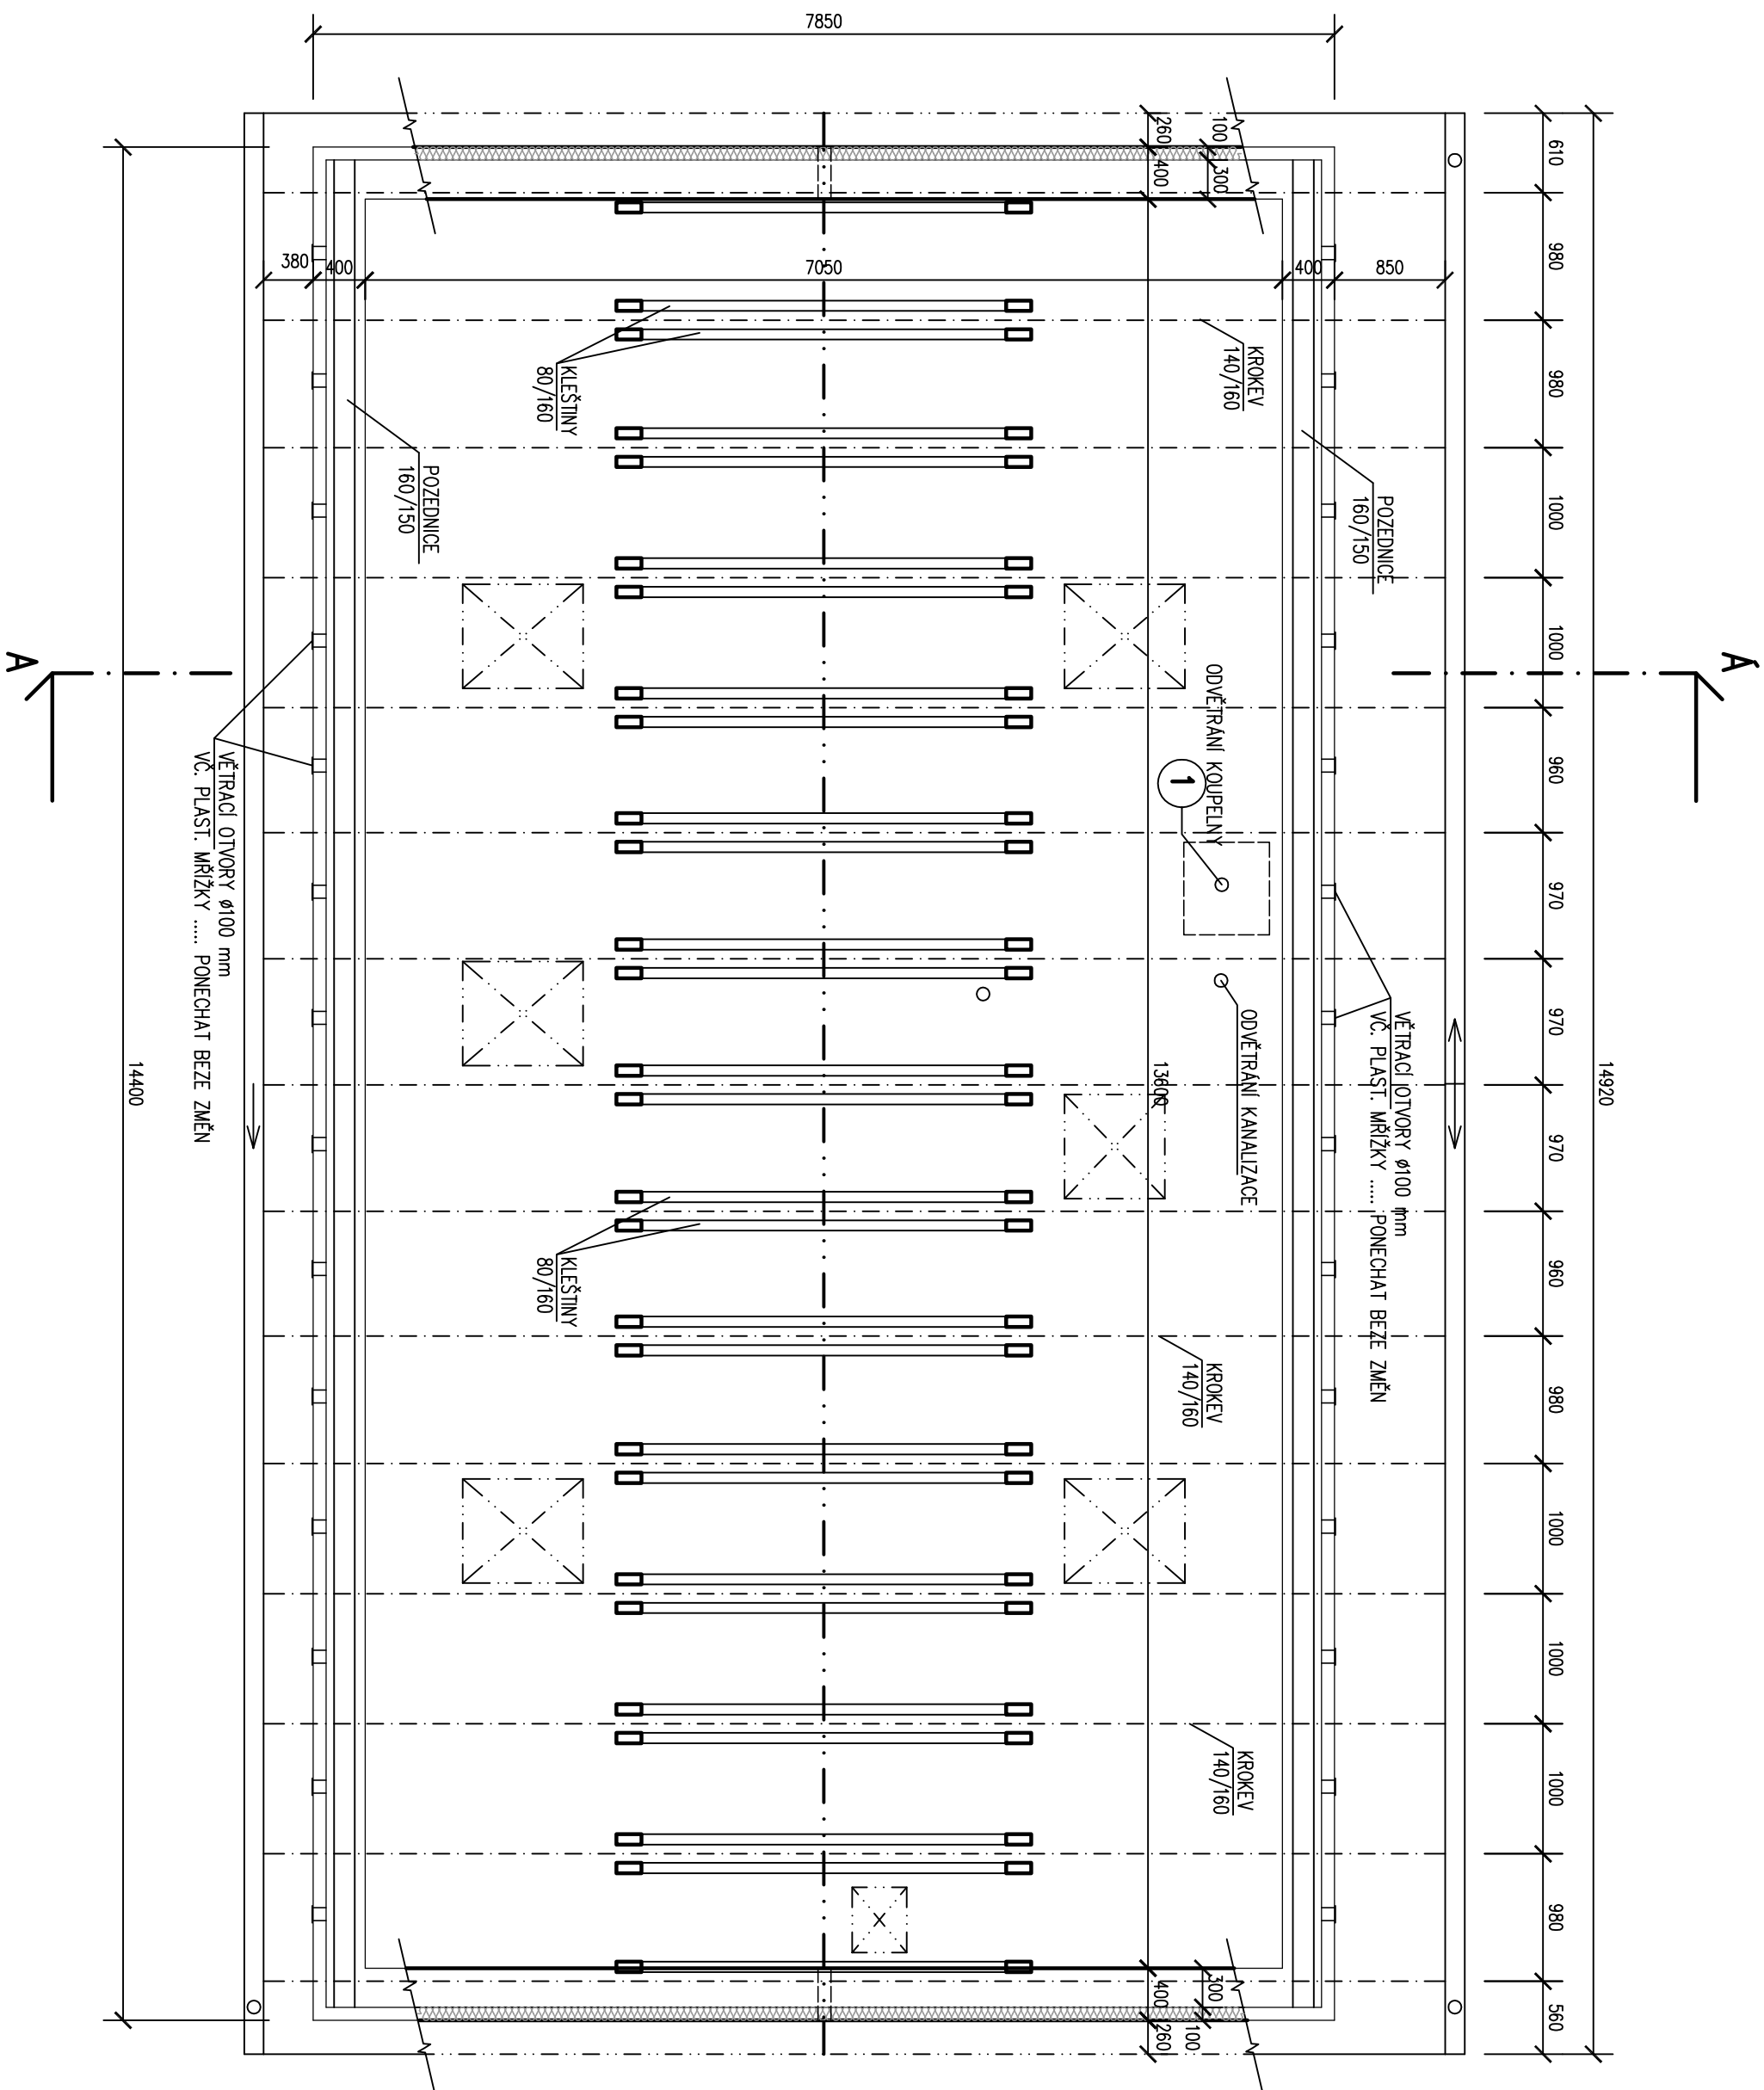 7850
14920
610
980
980
1000
1000
960
970
970
970
960
980
1000
1000
1000
980
560
260
400
100
300
380
400
7050
400
850
KROKEV
140/160
KLEŠTINY
80/160
POZEDNICE
160/150
POZEDNICE
160/150
A
A'
ODVĚTRÁNÍ KOUPELNY
1
VĚTRACÍ OTVORY ø100 mm
VČ. PLAST. MŘÍŽKY ..... PONECHAT BEZE ZMĚN
VĚTRACÍ OTVORY ø100 mm
VČ. PLAST. MŘÍŽKY ..... PONECHAT BEZE ZMĚN
ODVĚTRÁNÍ KANALIZACE
13600
14400
KLEŠTINY
80/160
KROKEV
140/160
KROKEV
140/160
300
100
400
260